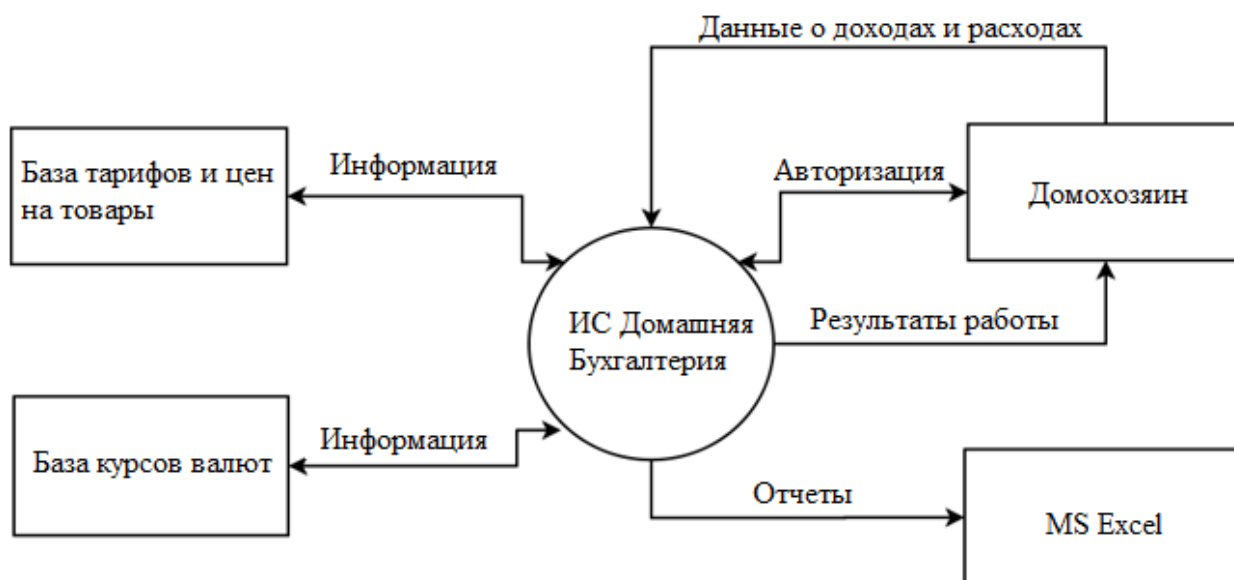 Данные о доходах и расходах
База тарифов и цен
на товары
Информация
Авторизация
Домохозяин
ИС Домашняя
Бухгалтерия
Результаты работы
База курсов валют
Информация
Отчеты
MS Excel